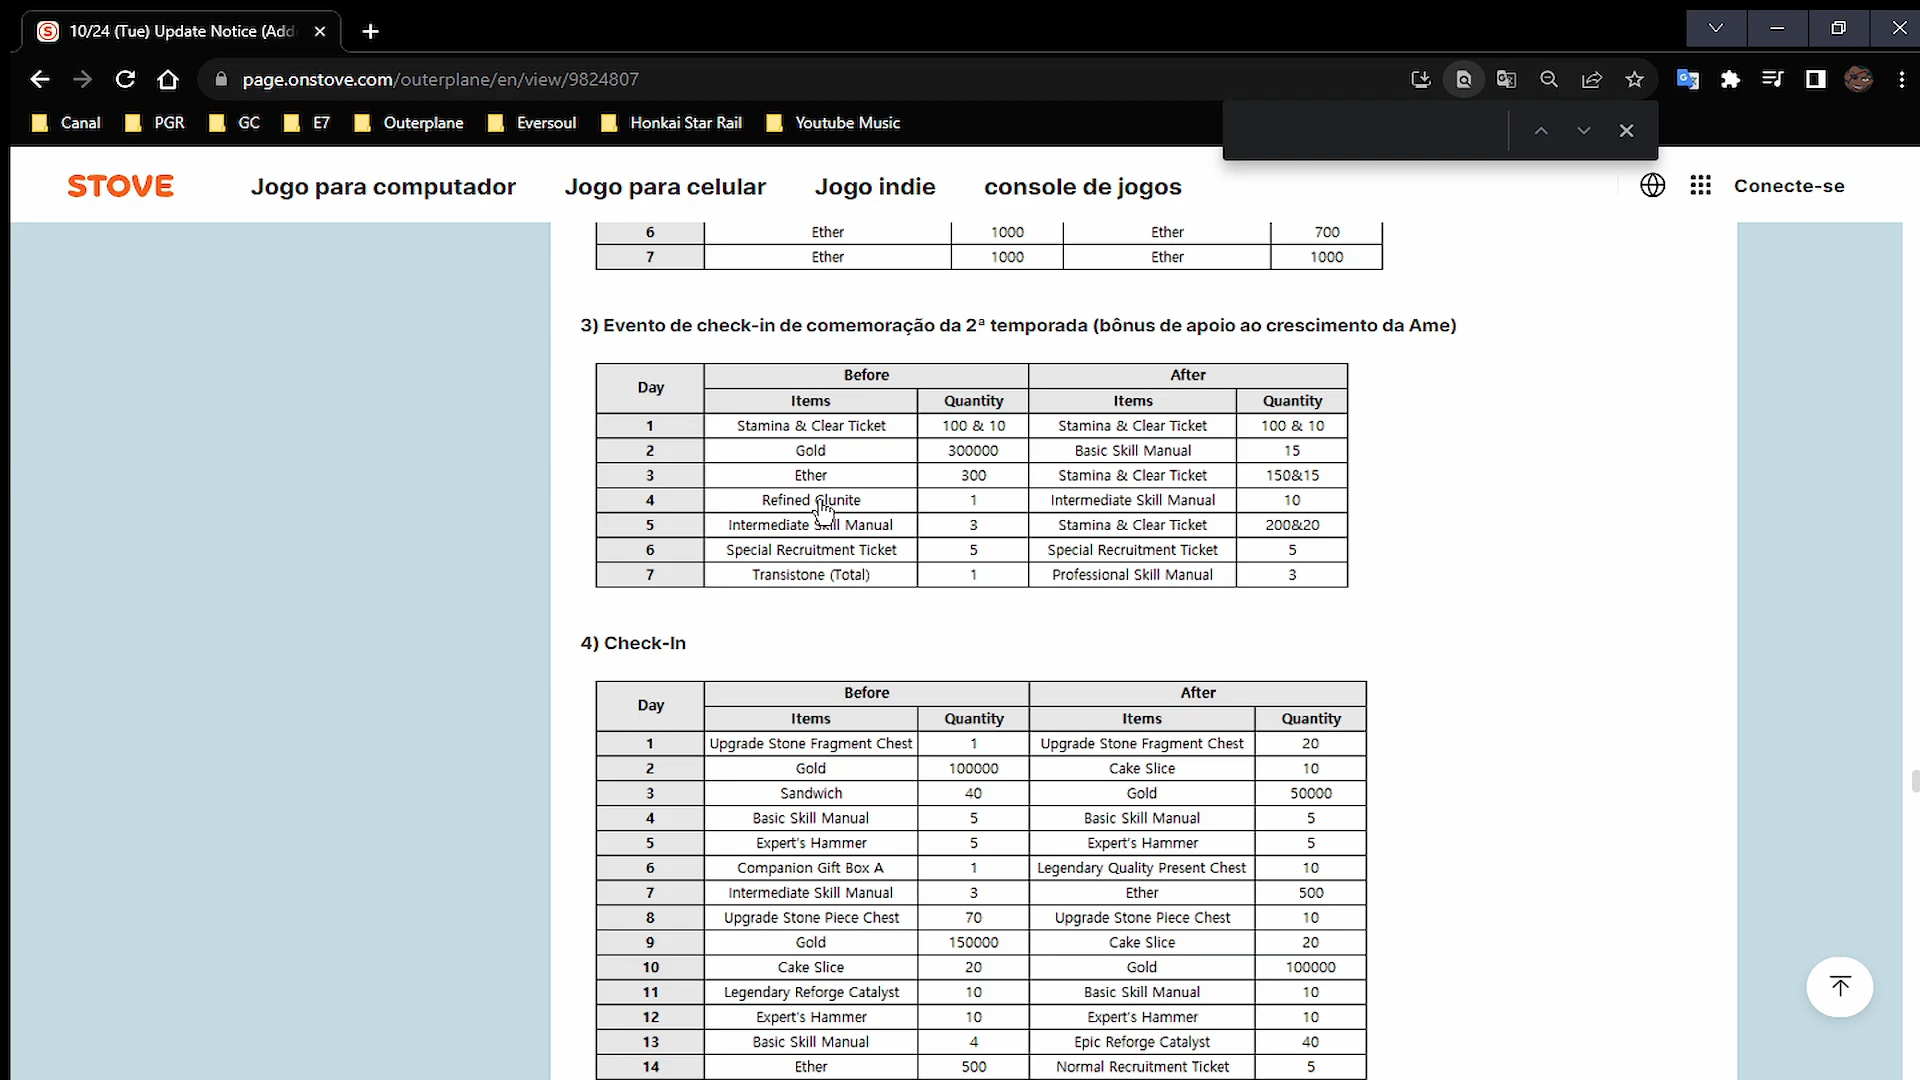 10/24 (Tue) Update Notice (Add
page.onstove.com/outerplane/en/view/9824807
Canal PGR GC E7 Outerplane Eversoul Honkai Star Rail Youtube Music
STOVE Jogo para computador Jogo para celular Jogo indie console de jogos Conecte-se
6 Ether 1000 Ether 700
7 Ether 1000 Ether 1000
3) Evento de check-in de comemoração da 2ª temporada (bônus de apoio ao crescimento da Ame)
Day Before After
Items Quantity Items Quantity
1 Stamina & Clear Ticket 100 & 10 Stamina & Clear Ticket 100 & 10
2 Gold 300000 Basic Skill Manual 15
3 Ether 300 Stamina & Clear Ticket 150&15
4 Refined Glunite 1 Intermediate Skill Manual 10
5 Intermediate Skill Manual 3 Stamina & Clear Ticket 200&20
6 Special Recruitment Ticket 5 Special Recruitment Ticket 5
7 Transistone (Total) 1 Professional Skill Manual 3
4) Check-In
Day Before After
Items Quantity Items Quantity
1 Upgrade Stone Fragment Chest 1 Upgrade Stone Fragment Chest 20
2 Gold 100000 Cake Slice 10
3 Sandwich 40 Gold 50000
4 Basic Skill Manual 5 Basic Skill Manual 5
5 Expert's Hammer 5 Expert's Hammer 5
6 Companion Gift Box A 1 Legendary Quality Present Chest 10
7 Intermediate Skill Manual 3 Ether 500
8 Upgrade Stone Piece Chest 70 Upgrade Stone Piece Chest 10
9 Gold 150000 Cake Slice 20
10 Cake Slice 20 Gold 100000
11 Legendary Reforge Catalyst 10 Basic Skill Manual 10
12 Expert's Hammer 10 Expert's Hammer 10
13 Basic Skill Manual 4 Epic Reforge Catalyst 40
14 Ether 500 Normal Recruitment Ticket 5